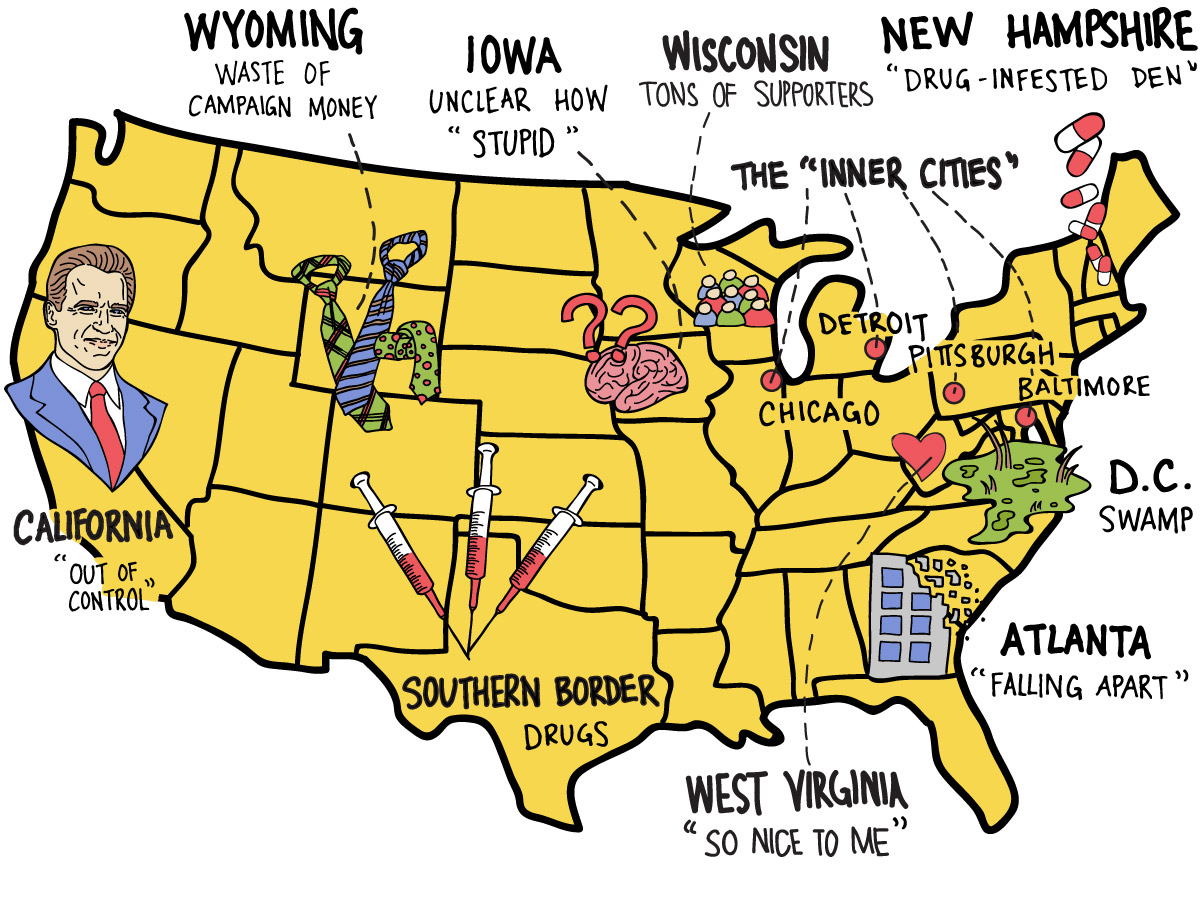 WYOMING
WASTE OF
CAMPAIGN MONEY
IOWA
UNCLEAR HOW
"STUPID"
WISCONSIN
TONS OF SUPPORTERS
NEW HAMPSHIRE
"DRUG-INFESTED DEN"
THE "INNER CITIES"
DETROIT
PITTSBURGH
BALTIMORE
CHICAGO
CALIFORNIA
"OUT OF
CONTROL"
D.C.
SWAMP
ATLANTA
"FALLING APART"
SOUTHERN BORDER
DRUGS
WEST VIRGINIA
"SO NICE TO ME"
??